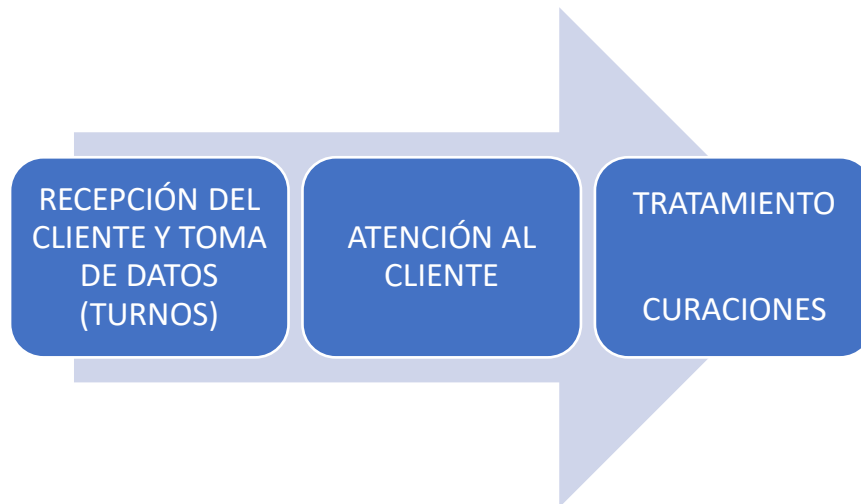 RECEPCIÓN DEL
CLIENTE Y TOMA
DE DATOS
(TURNOS)
ATENCIÓN AL
CLIENTE
TRATAMIENTO
CURACIONES